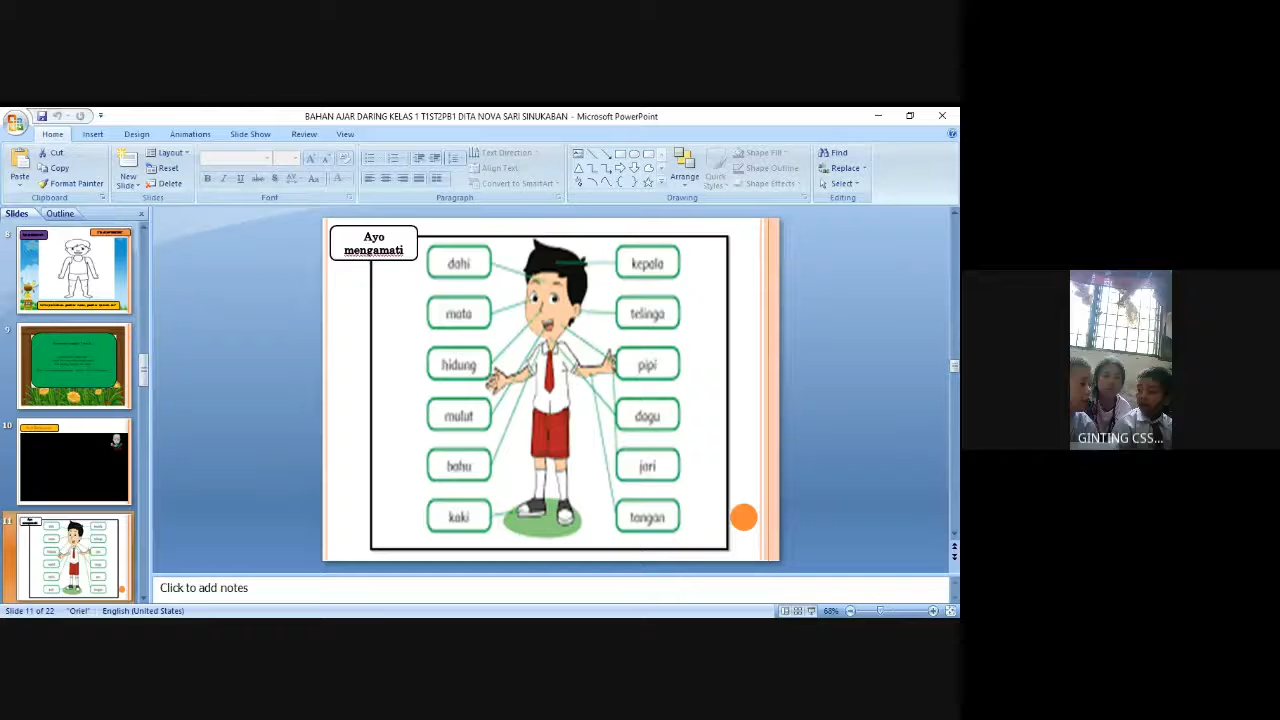 BAHAN AJAR DARING KELAS 1 T1ST2PB1 DITA NOVA SARI SINUKABAN - Microsoft PowerPoint
Home Insert Design Animations Slide Show Review View
Paste
Cut
Copy
Format Painter
Clipboard
New
Slide
Layout
Reset
Delete
Slides
Font
Text Direction
Align Text
Convert to SmartArt
Paragraph
Arrange
Quick
Styles
Shape Fill
Shape Outline
Shape Effects
Drawing
Find
Replace
Select
Editing
Slides Outline
8
9
10
11
Ayo
mengamati
dahi kepala
mata telinga
hidung pipi
mulut dagu
bahu jari
kaki tangan
GINTING CSS...
Click to add notes
Slide 11 of 22 "Oriel" English (United States) 68%